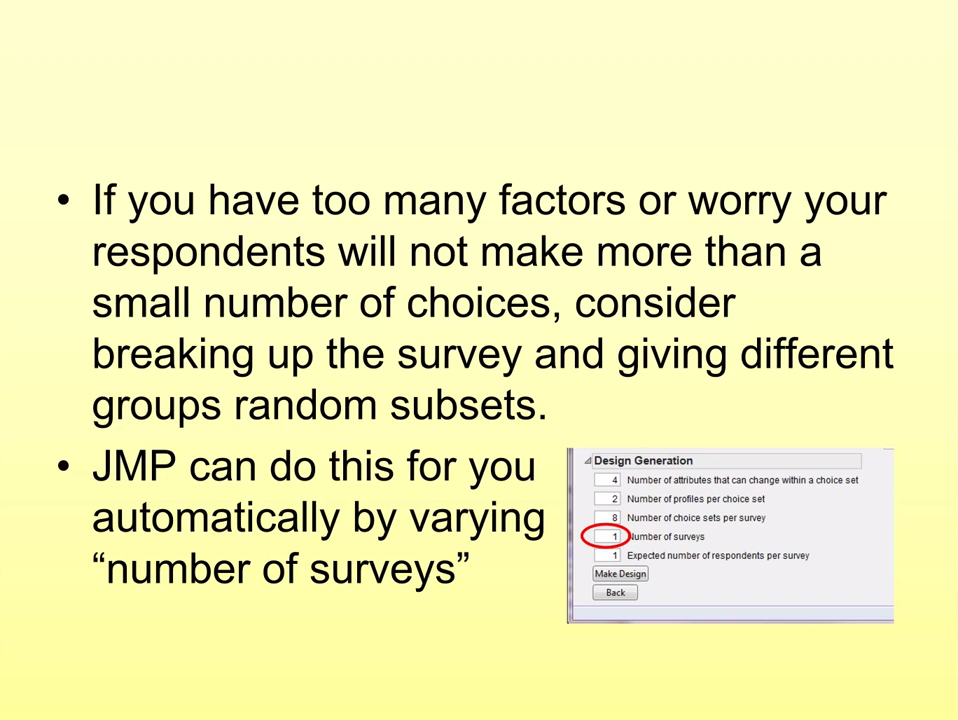 • If you have too many factors or worry your
respondents will not make more than a
small number of choices, consider
breaking up the survey and giving different
groups random subsets.
• JMP can do this for you
automatically by varying
“number of surveys”
Design Generation
4 Number of attributes that can change within a choice set
2 Number of profiles per choice set
8 Number of choice sets per survey
1 Number of surveys
1 Expected number of respondents per survey
Make Design
Back